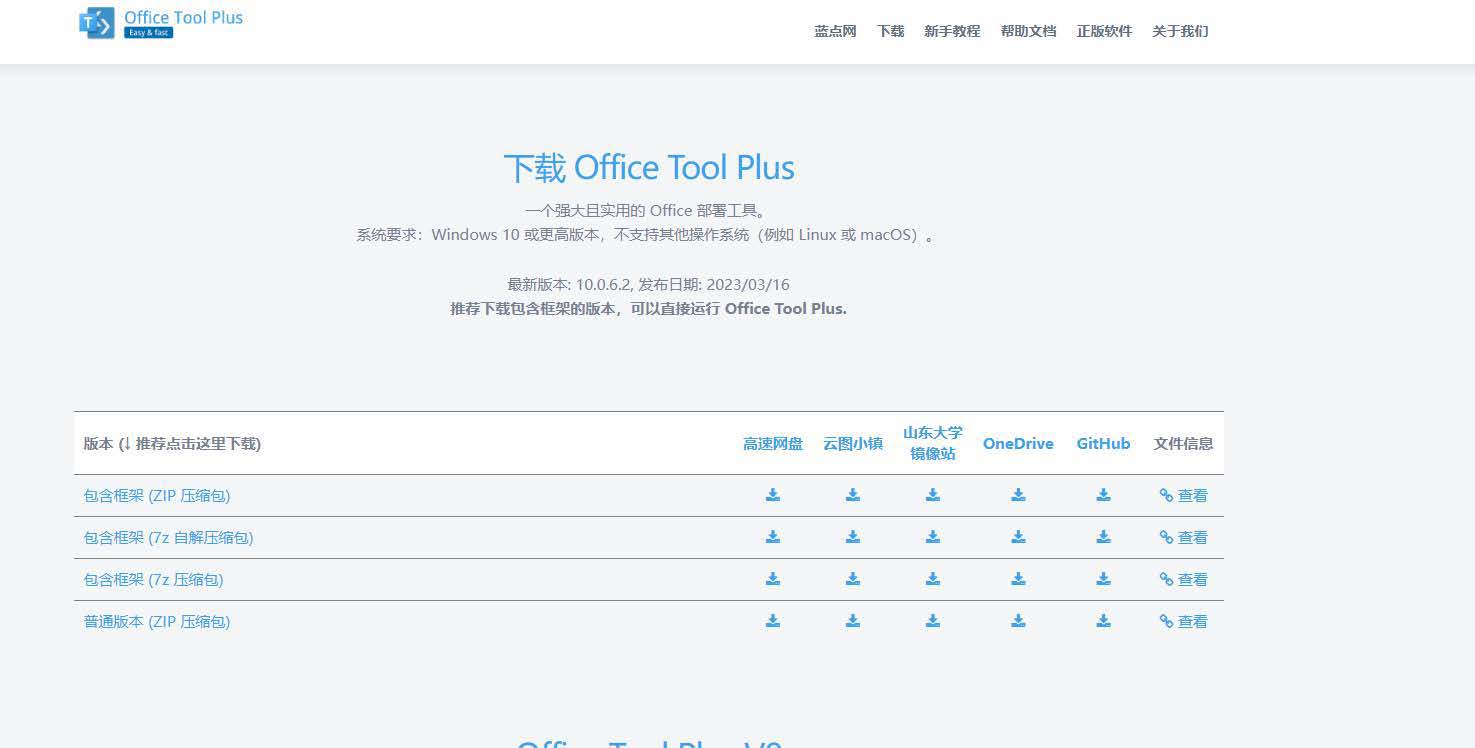 Office Tool Plus
Easy & fast
蓝点网 下载 新手教程 帮助文档 正版软件 关于我们
下载 Office Tool Plus
一个强大且实用的 Office 部署工具。
系统要求：Windows 10 或更高版本，不支持其他操作系统（例如 Linux 或 macOS）。
最新版本: 10.0.6.2, 发布日期: 2023/03/16
推荐下载包含框架的版本，可以直接运行 Office Tool Plus.
版本 (↓ 推荐点击这里下载) 高速网盘 云图小镇 山东大学 OneDrive GitHub 文件信息
镜像站
包含框架 (ZIP 压缩包) 查看
包含框架 (7z 自解压缩包) 查看
包含框架 (7z 压缩包) 查看
普通版本 (ZIP 压缩包) 查看
Office Tool Plus